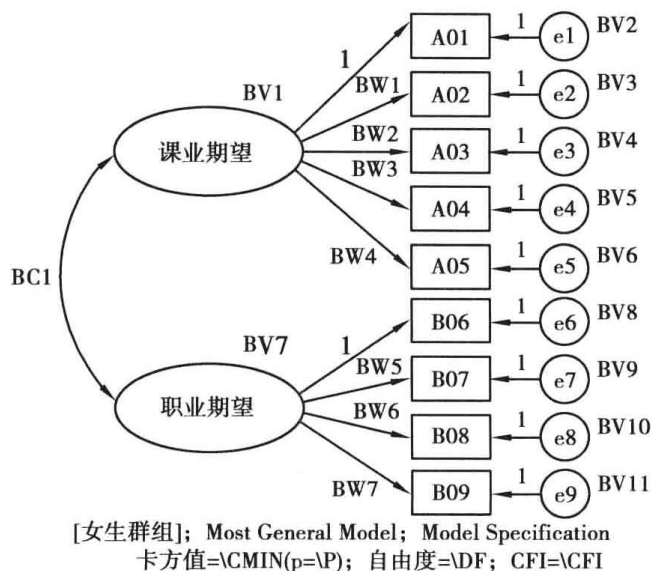 1 A01 1 e1 BV2
BV1 BW1 A02 1 e2 BV3
课业期望 BW2 A03 1 e3 BV4
BW3 A04 1 e4 BV5
BC1 BW4 A05 1 e5 BV6
BV7 1 B06 1 e6 BV8
BW5 B07 1 e7 BV9
职业期望 BW6 B08 1 e8 BV10
BW7 B09 1 e9 BV11
[女生群组]；Most General Model；Model Specification
卡方值=\CMIN(p=\P)；自由度=\DF；CFI=\CFI